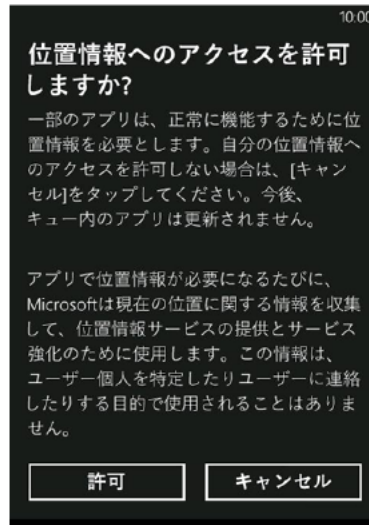 10:00
位置情報へのアクセスを許可
しますか?
一部のアプリは、正常に機能するために位
置情報を必要とします。自分の位置情報へ
のアクセスを許可しない場合は、[キャン
セル]をタップしてください。今後、
キュー内のアプリは更新されません。
アプリで位置情報が必要になるたびに、
Microsoftは現在の位置に関する情報を収集
して、位置情報サービスの提供とサービス
強化のために使用します。この情報は、
ユーザー個人を特定したりユーザーに連絡
したりする目的で使用されることはありま
せん。
許可
キャンセル